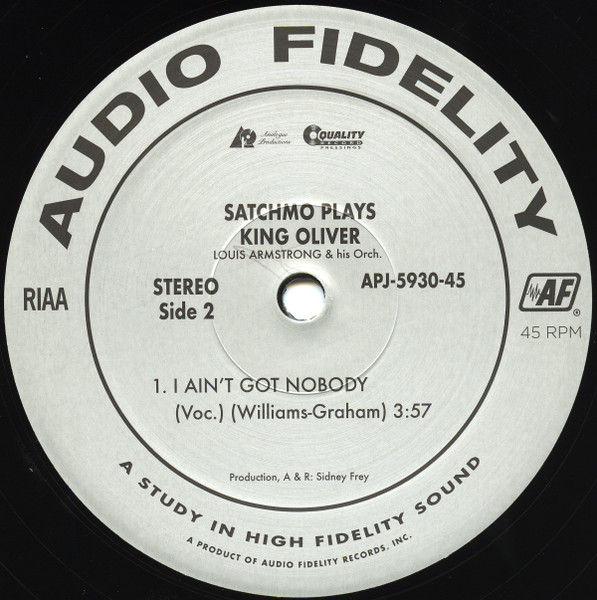 AUDIO FIDELITY
Analogue
Productions
QUALITY
RECORD
PRESSINGS
SATCHMO PLAYS
KING OLIVER
LOUIS ARMSTRONG & his Orch.
STEREO
Side 2
APJ-5930-45
RIAA
AF
®
45 RPM
1. I AIN'T GOT NOBODY
(Voc.) (Williams-Graham) 3:57
Production, A & R: Sidney Frey
A STUDY IN HIGH FIDELITY SOUND
A PRODUCT OF AUDIO FIDELITY RECORDS, INC.